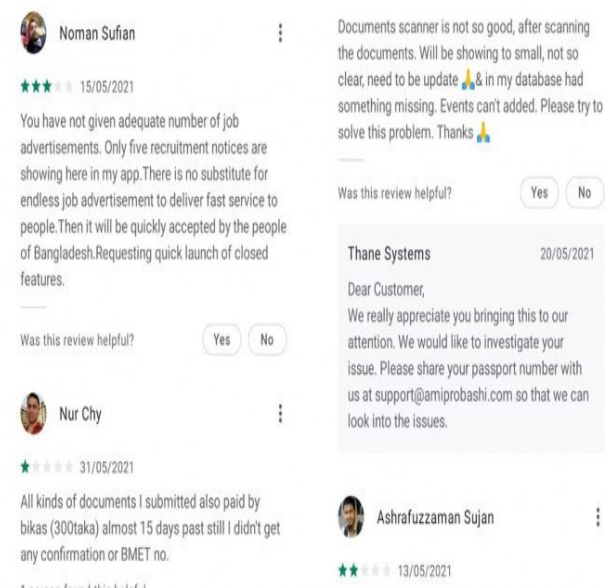 Noman Sufian
15/05/2021
You have not given adequate number of job
advertisements. Only five recruitment notices are
showing here in my app.There is no substitute for
endless job advertisement to deliver fast service to
people.Then it will be quickly accepted by the people
of Bangladesh.Requesting quick launch of closed
features.
Was this review helpful?
Yes
No
Nur Chy
31/05/2021
All kinds of documents I submitted also paid by
bikas (300taka) almost 15 days past still I didn't get
any confirmation or BMET no.
Documents scanner is not so good, after scanning
the documents. Will be showing to small, not so
clear, need to be update 🙏& in my database had
something missing. Events can't added. Please try to
solve this problem. Thanks 🙏
Was this review helpful?
Yes
No
Thane Systems
20/05/2021
Dear Customer,
We really appreciate you bringing this to our
attention. We would like to investigate your
issue. Please share your passport number with
us at support@amiprobashi.com so that we can
look into the issues.
Ashrafuzzaman Sujan
13/05/2021